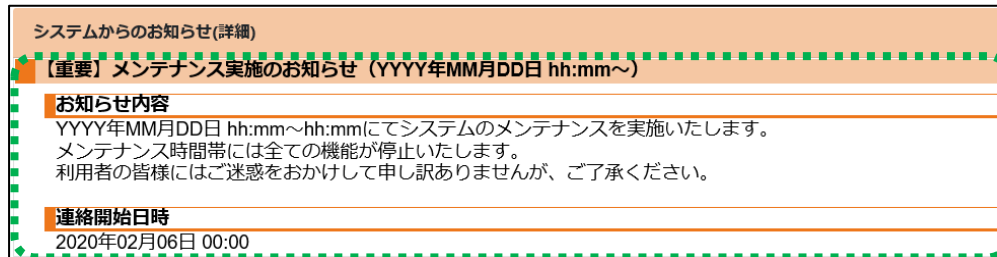 システムからのお知らせ(詳細)
【重要】メンテナンス実施のお知らせ（YYYY年MM月DD日 hh:mm～）
お知らせ内容
YYYY年MM月DD日 hh:mm～hh:mmにてシステムのメンテナンスを実施いたします。
メンテナンス時間帯には全ての機能が停止いたします。
利用者の皆様にはご迷惑をおかけして申し訳ありませんが、ご了承ください。
連絡開始日時
2020年02月06日 00:00